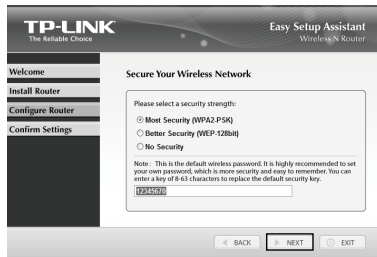 TP-LINK
The Reliable Choice
Easy Setup Assistant
Wireless N Router
Welcome
Install Router
Configure Router
Confirm Settings
Secure Your Wireless Network
Please select a security strength:
Most Security (WPA2-PSK)
Better Security (WEP-128bit)
No Security
Note : This is the default wireless password. It is highly recommended to set
your own password, which is more security and easy to remember. You can
enter a key of 8-63 characters to replace the default security key.
12345670
BACK
NEXT
EXIT